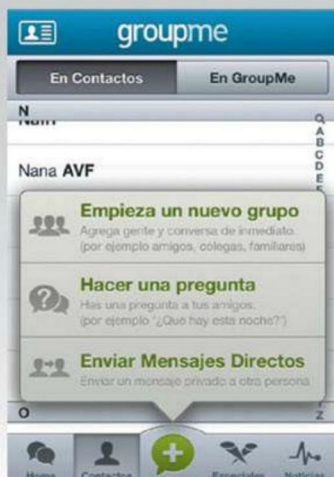 groupme
En Contactos En GroupMe
N
Nain
Q
A
B
C
D
E
Nana AVF
Empieza un nuevo grupo
Agrega gente y conversa de inmediato.
(por ejemplo amigos, colegas, familiares)
Hacer una pregunta
Has una pregunta a tus amigos.
(por ejemplo "¿Que hay esta noche?")
Enviar Mensajes Directos
Enviar un mensaje privado a otra persona
O
Z
Home Contactos Especiales Noticias